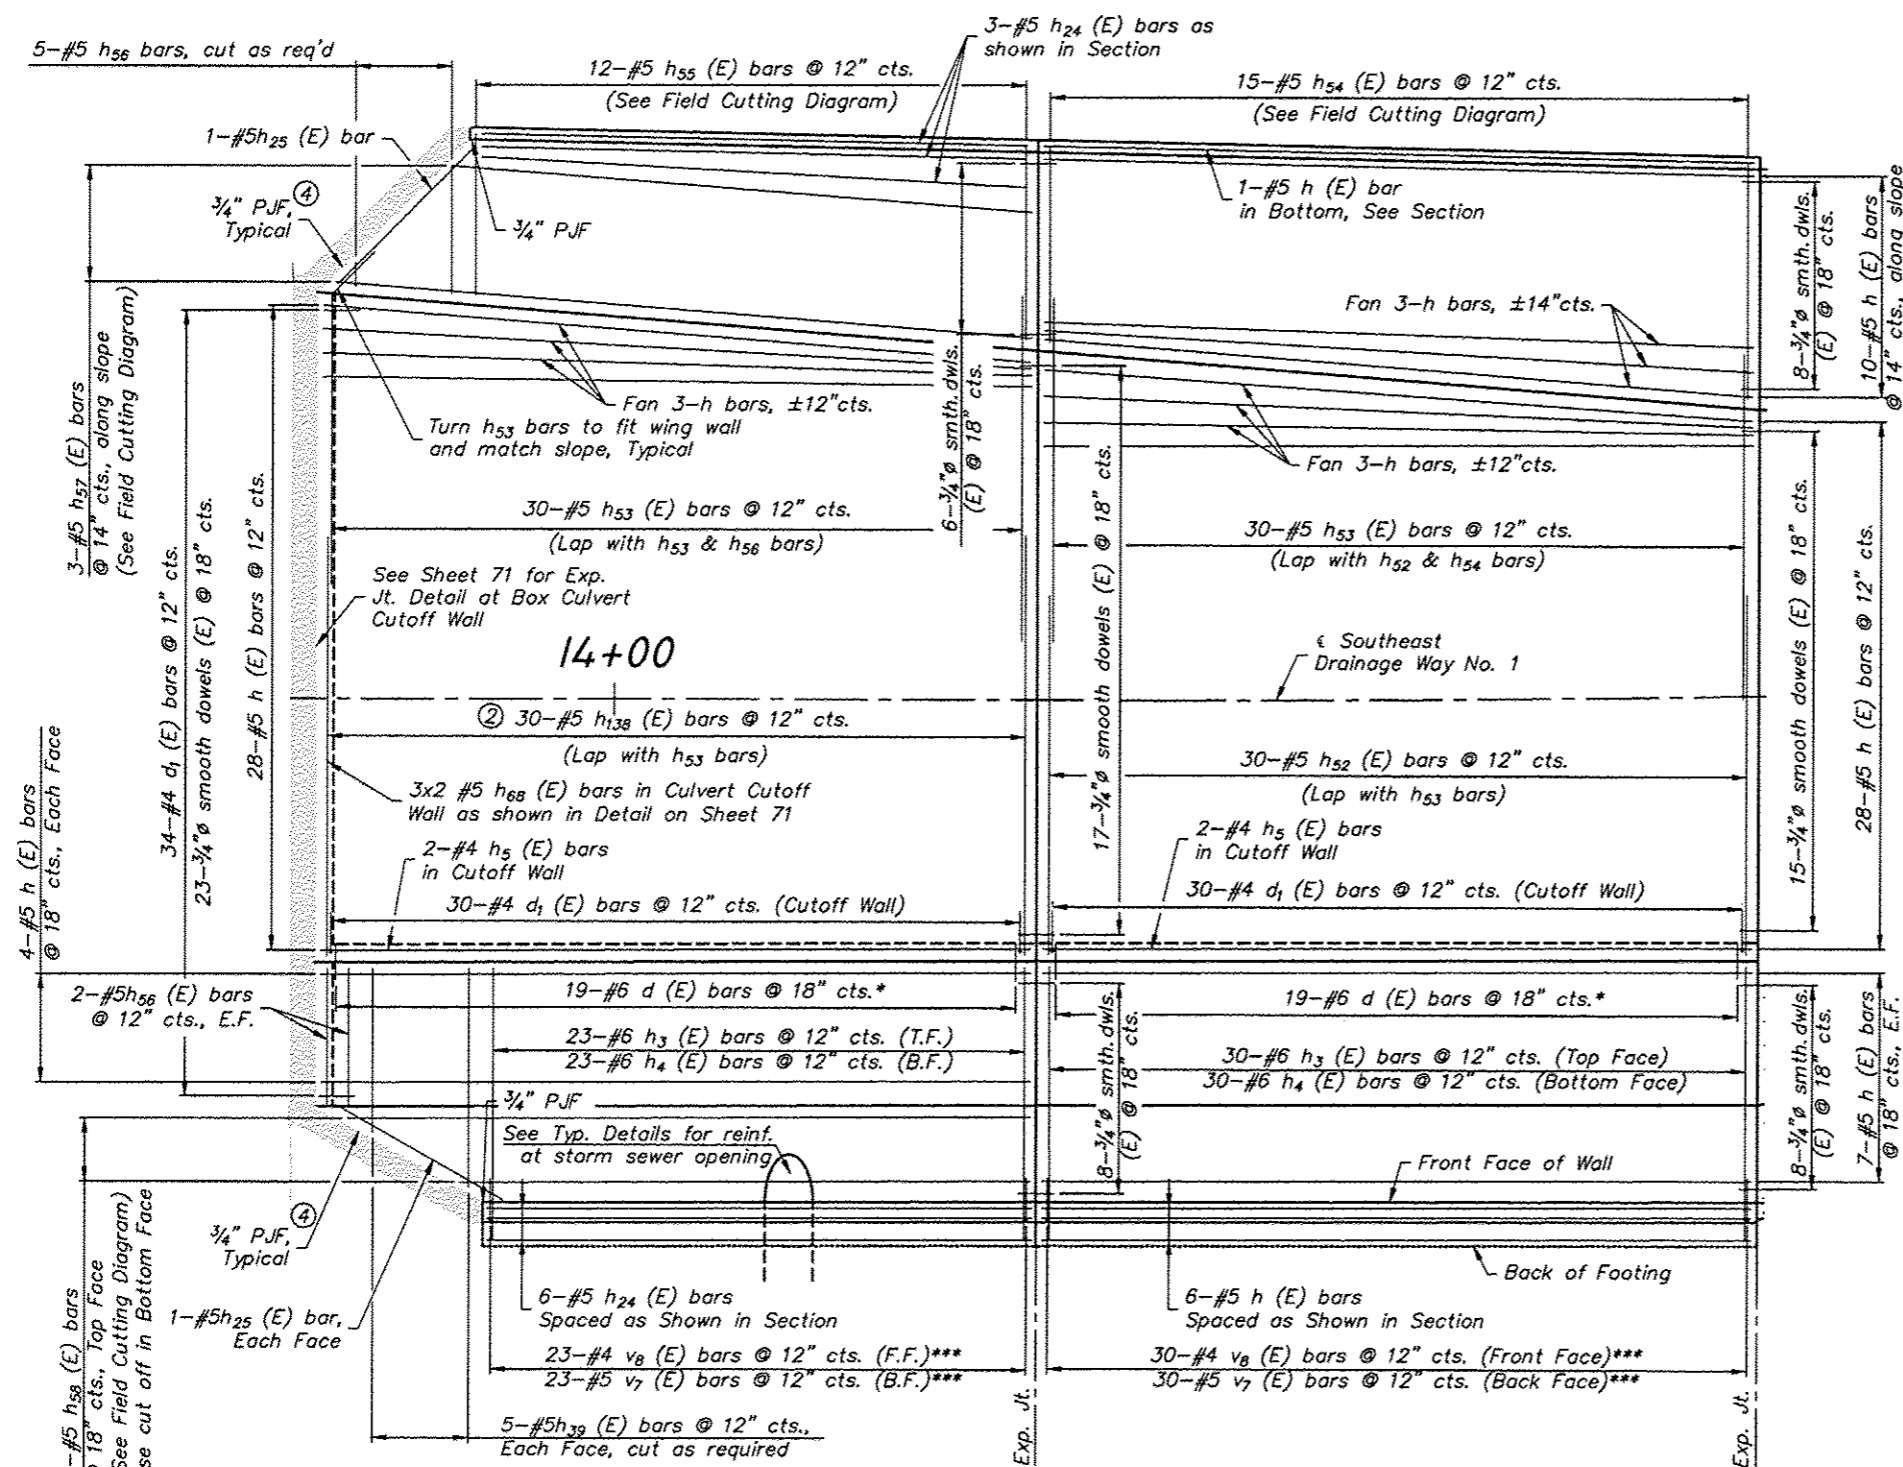 5-#5 h56 bars, cut as req'd
3-#5 h24 (E) bars as
shown in Section
12-#5 h55 (E) bars @ 12" cts.
(See Field Cutting Diagram)
15-#5 h54 (E) bars @ 12" cts.
(See Field Cutting Diagram)
1-#5h25 (E) bar
3/4" PJF, ④
Typical
3/4" PJF
1-#5 h (E) bar
in Bottom, See Section
8-3/4"ø smth.dwls.
(E) @ 18" cts.
10-#5 h (E) bars
@ 14" cts., along slope
3-#5 h57 (E) bars
@ 14" cts., along slope
(See Field Cutting Diagram)
Fan 3-h bars, ±14"cts.
Fan 3-h bars, ±12"cts.
Turn h53 bars to fit wing wall
and match slope, Typical
6-3/4"ø smth.dwls.
(E) @ 18" cts.
Fan 3-h bars, ±12"cts.
34-#4 d1 (E) bars @ 12" cts.
23-3/4"ø smooth dowels (E) @ 18" cts.
28-#5 h (E) bars @ 12" cts.
30-#5 h53 (E) bars @ 12" cts.
(Lap with h53 & h56 bars)
30-#5 h53 (E) bars @ 12" cts.
(Lap with h52 & h54 bars)
See Sheet 71 for Exp.
Jt. Detail at Box Culvert
Cutoff Wall
14+00
17-3/4"ø smooth dowels (E) @ 18" cts.
℄ Southeast
Drainage Way No. 1
15-3/4"ø smooth dowels (E) @ 18" cts.
28-#5 h (E) bars @ 12" cts.
② 30-#5 h138 (E) bars @ 12" cts.
(Lap with h53 bars)
30-#5 h52 (E) bars @ 12" cts.
(Lap with h53 bars)
4-#5 h (E) bars
@ 18" cts., Each Face
3x2 #5 h68 (E) bars in Culvert Cutoff
Wall as shown in Detail on Sheet 71
2-#4 h5 (E) bars
in Cutoff Wall
2-#4 h5 (E) bars
in Cutoff Wall
30-#4 d1 (E) bars @ 12" cts. (Cutoff Wall)
30-#4 d1 (E) bars @ 12" cts. (Cutoff Wall)
2-#5h56 (E) bars
@ 12" cts., E.F.
19-#6 d (E) bars @ 18" cts.*
19-#6 d (E) bars @ 18" cts.*
23-#6 h3 (E) bars @ 12" cts. (T.F.)
23-#6 h4 (E) bars @ 12" cts. (B.F.)
8-3/4"ø smth.dwls.
(E) @ 18" cts.
30-#6 h3 (E) bars @ 12" cts. (Top Face)
30-#6 h4 (E) bars @ 12" cts. (Bottom Face)
8-3/4"ø smth.dwls.
(E) @ 18" cts.
7-#5 h (E) bars
@ 18" cts., E.F.
3/4" PJF
See Typ. Details for reinf.
at storm sewer opening
Front Face of Wall
3/4" PJF, ④
Typical
Back of Footing
1-#5h25 (E) bar,
Each Face
6-#5 h24 (E) bars
Spaced as Shown in Section
6-#5 h (E) bars
Spaced as Shown in Section
23-#4 v8 (E) bars @ 12" cts. (F.F.)***
23-#5 v7 (E) bars @ 12" cts. (B.F.)***
30-#4 v8 (E) bars @ 12" cts. (Front Face)***
30-#5 v7 (E) bars @ 12" cts. (Back Face)***
5-#5h39 (E) bars @ 12" cts.,
Each Face, cut as required
-#5 h58 (E) bars
18" cts., Top Face
See Field Cutting Diagram)
se cut off in Bottom Face
Exp. Jt.
Exp. Jt.